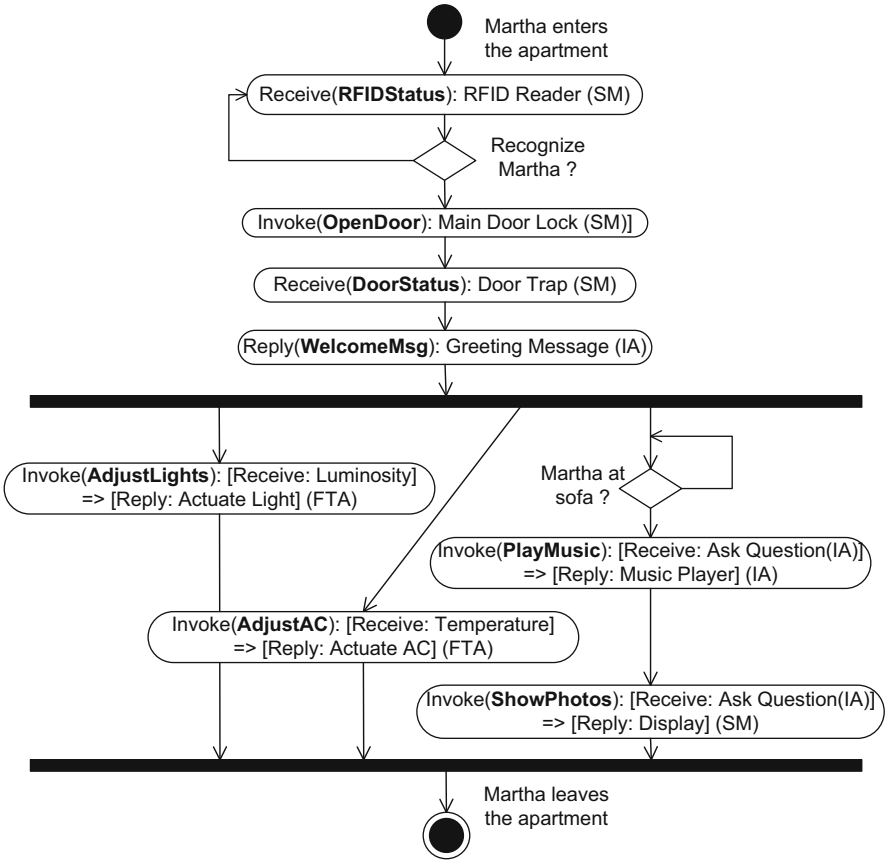 Martha enters
the apartment
Receive(RFIDStatus): RFID Reader (SM)
Recognize
Martha ?
Invoke(OpenDoor): Main Door Lock (SM)]
Receive(DoorStatus): Door Trap (SM)
Reply(WelcomeMsg): Greeting Message (IA)
Invoke(AdjustLights): [Receive: Luminosity]
=> [Reply: Actuate Light] (FTA)
Martha at
sofa ?
Invoke(PlayMusic): [Receive: Ask Question(IA)]
=> [Reply: Music Player] (IA)
Invoke(AdjustAC): [Receive: Temperature]
=> [Reply: Actuate AC] (FTA)
Invoke(ShowPhotos): [Receive: Ask Question(IA)]
=> [Reply: Display] (SM)
Martha leaves
the apartment